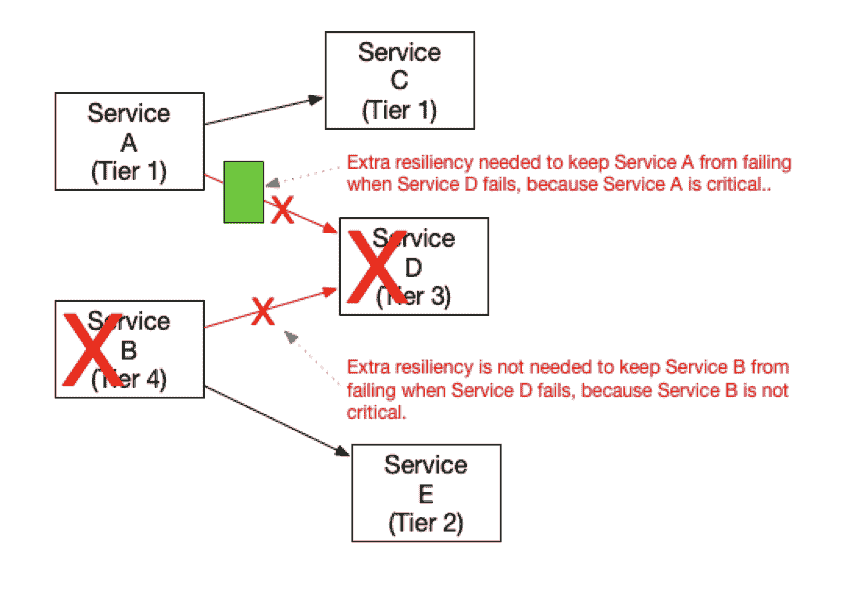 Service
C
(Tier 1)
Service
A
(Tier 1)
Extra resiliency needed to keep Service A from failing
when Service D fails, because Service A is critical..
X
Service
D
(Tier 3)
X
X
Service
B
(Tier 4)
X
Extra resiliency is not needed to keep Service B from
failing when Service D fails, because Service B is not
critical.
Service
E
(Tier 2)